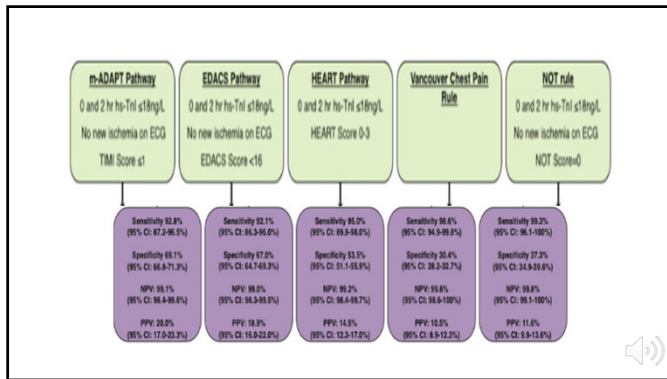 m-ADAPT Pathway
0 and 2 hr hs-TnI ≤18ng/L
No new ischemia on ECG
TIMI Score ≤1
EDACS Pathway
0 and 2 hr hs-TnI ≤18ng/L
No new ischemia on ECG
EDACS Score <16
HEART Pathway
0 and 2 hr hs-TnI ≤18ng/L
HEART Score 0-3
Vancouver Chest Pain
Rule
NOT rule
0 and 2 hr hs-TnI ≤18ng/L
No new ischemia on ECG
NOT Score=0
Sensitivity 92.8%
(95% CI: 87.2-96.5%)
Specificity 69.1%
(95% CI: 66.8-71.3%)
NPV: 99.1%
(95% CI: 98.4-99.6%)
PPV: 20.0%
(95% CI: 17.0-23.3%)
Sensitivity 92.1%
(95% CI: 86.3-96.0%)
Specificity 67.0%
(95% CI: 64.7-69.3%)
NPV: 99.0%
(95% CI: 98.3-99.5%)
PPV: 18.9%
(95% CI: 16.0-22.0%)
Sensitivity 95.0%
(95% CI: 89.9-98.0%)
Specificity 53.5%
(95% CI: 51.1-55.9%)
NPV: 99.2%
(95% CI: 98.4-99.7%)
PPV: 14.5%
(95% CI: 12.3-17.0%)
Sensitivity 98.6%
(95% CI: 94.9-99.8%)
Specificity 30.4%
(95% CI: 28.2-32.7%)
NPV: 99.6%
(95% CI: 98.6-100%)
PPV: 10.5%
(95% CI: 8.9-12.3%)
Sensitivity 99.3%
(95% CI: 96.1-100%)
Specificity 37.3%
(95% CI: 34.9-39.6%)
NPV: 99.8%
(95% CI: 99.1-100%)
PPV: 11.6%
(95% CI: 9.9-13.6%)